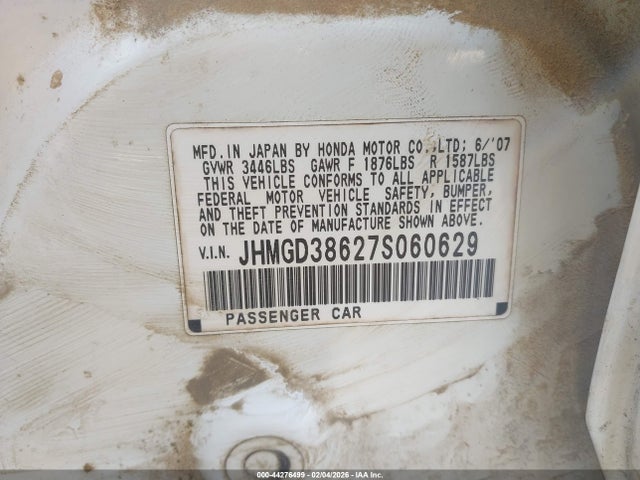 MFD. IN JAPAN BY HONDA MOTOR CO.,LTD; 6/'07
GVWR 3446LBS GAWR F 1876LBS R 1587LBS
THIS VEHICLE CONFORMS TO ALL APPLICABLE
FEDERAL MOTOR VEHICLE SAFETY, BUMPER,
AND THEFT PREVENTION STANDARDS IN EFFECT
ON THE DATE OF MANUFACTURE SHOWN ABOVE.
V.I.N. JHMGD38627S060629
PASSENGER CAR
000-44276499 - 02/04/2026 - IAA Inc.